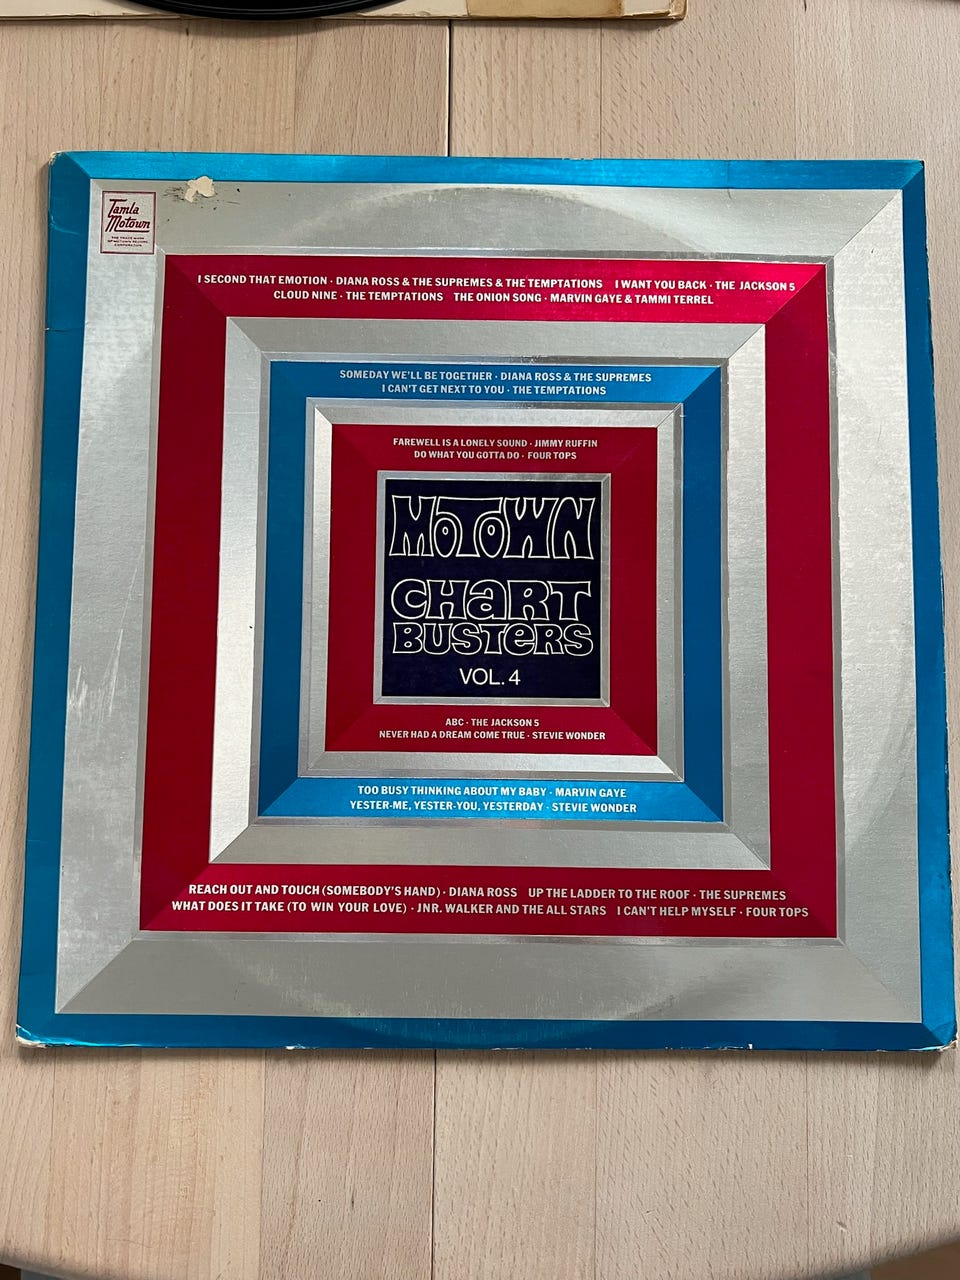 Tamla
Motown
THE TRADE MARK
OF MOTOWN RECORD
CORPORATION
I SECOND THAT EMOTION · DIANA ROSS & THE SUPREMES & THE TEMPTATIONS I WANT YOU BACK · THE JACKSON 5
CLOUD NINE · THE TEMPTATIONS THE ONION SONG · MARVIN GAYE & TAMMI TERREL
SOMEDAY WE'LL BE TOGETHER · DIANA ROSS & THE SUPREMES
I CAN'T GET NEXT TO YOU · THE TEMPTATIONS
FAREWELL IS A LONELY SOUND · JIMMY RUFFIN
DO WHAT YOU GOTTA DO · FOUR TOPS
MOTOWN
CHaRT
BUSTeRS
VOL. 4
ABC · THE JACKSON 5
NEVER HAD A DREAM COME TRUE · STEVIE WONDER
TOO BUSY THINKING ABOUT MY BABY · MARVIN GAYE
YESTER-ME, YESTER-YOU, YESTERDAY · STEVIE WONDER
REACH OUT AND TOUCH (SOMEBODY'S HAND) · DIANA ROSS UP THE LADDER TO THE ROOF · THE SUPREMES
WHAT DOES IT TAKE (TO WIN YOUR LOVE) · JNR. WALKER AND THE ALL STARS I CAN'T HELP MYSELF · FOUR TOPS